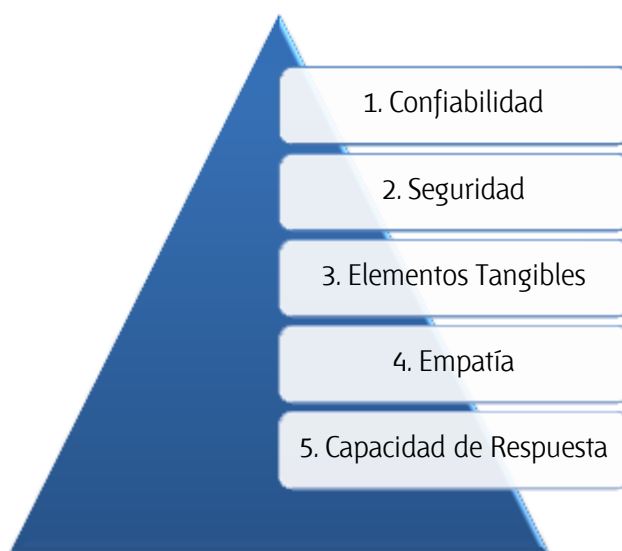 1. Confiabilidad
2. Seguridad
3. Elementos Tangibles
4. Empatía
5. Capacidad de Respuesta